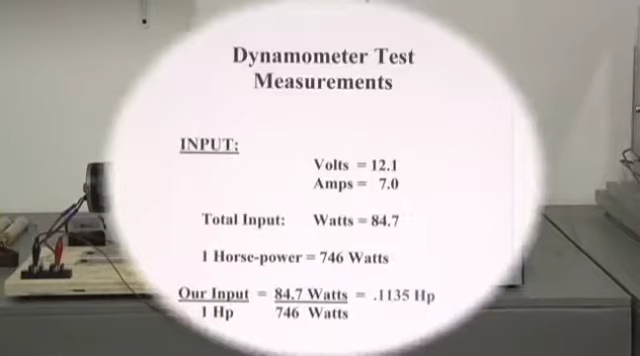 Dynamometer Test
Measurements
INPUT:
Volts = 12.1
Amps = 7.0
Total Input: Watts = 84.7
1 Horse-power = 746 Watts
Our Input = 84.7 Watts = .1135 Hp
1 Hp 746 Watts